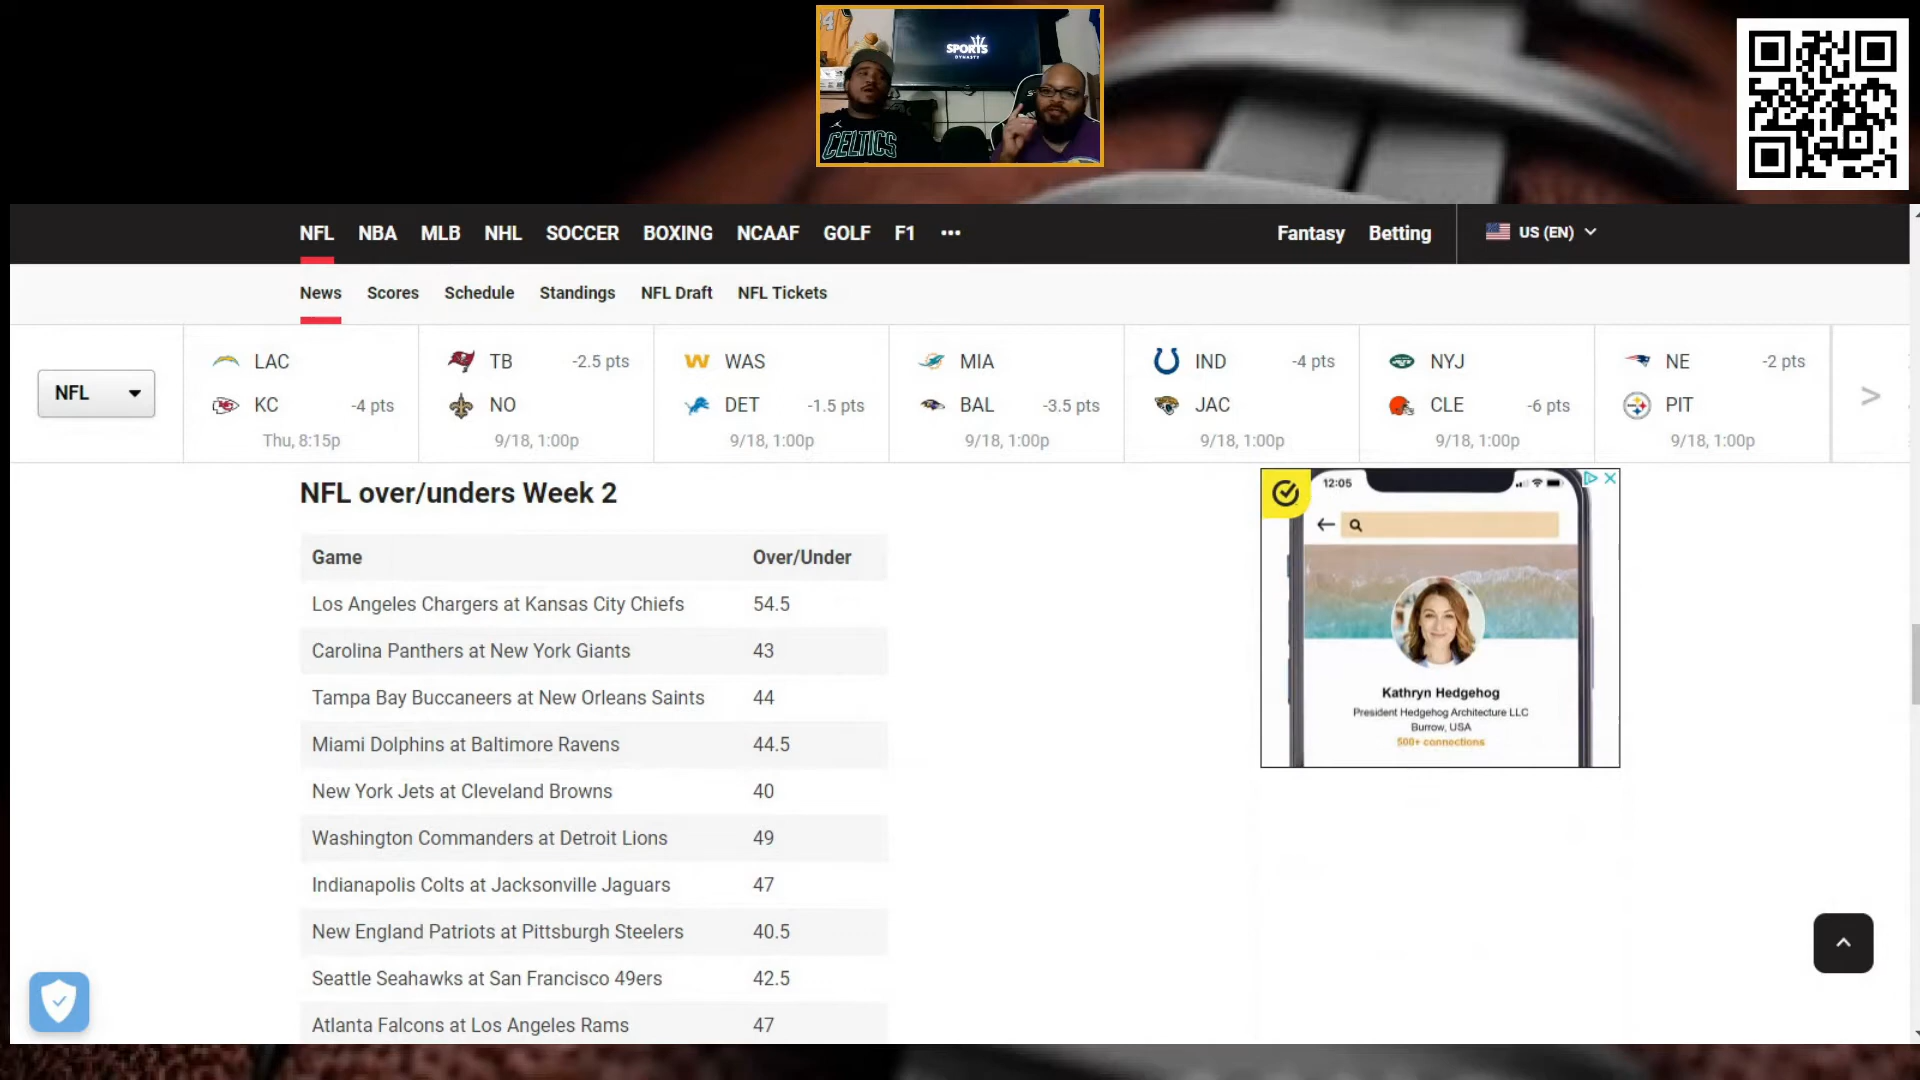 SPORTS
DYNASTY
CELTICS
NFL NBA MLB NHL SOCCER BOXING NCAAF GOLF F1 ••• Fantasy Betting US (EN)
News Scores Schedule Standings NFL Draft NFL Tickets
NFL
LAC
KC -4 pts
Thu, 8:15p
TB -2.5 pts
NO
9/18, 1:00p
WAS
DET -1.5 pts
9/18, 1:00p
MIA
BAL -3.5 pts
9/18, 1:00p
IND -4 pts
JAC
9/18, 1:00p
NYJ
CLE -6 pts
9/18, 1:00p
NE -2 pts
PIT
9/18, 1:00p
>
NFL over/unders Week 2
Game Over/Under
Los Angeles Chargers at Kansas City Chiefs 54.5
Carolina Panthers at New York Giants 43
Tampa Bay Buccaneers at New Orleans Saints 44
Miami Dolphins at Baltimore Ravens 44.5
New York Jets at Cleveland Browns 40
Washington Commanders at Detroit Lions 49
Indianapolis Colts at Jacksonville Jaguars 47
New England Patriots at Pittsburgh Steelers 40.5
Seattle Seahawks at San Francisco 49ers 42.5
Atlanta Falcons at Los Angeles Rams 47
12:05
Kathryn Hedgehog
President Hedgehog Architecture LLC
Burrow, USA
500+ connections